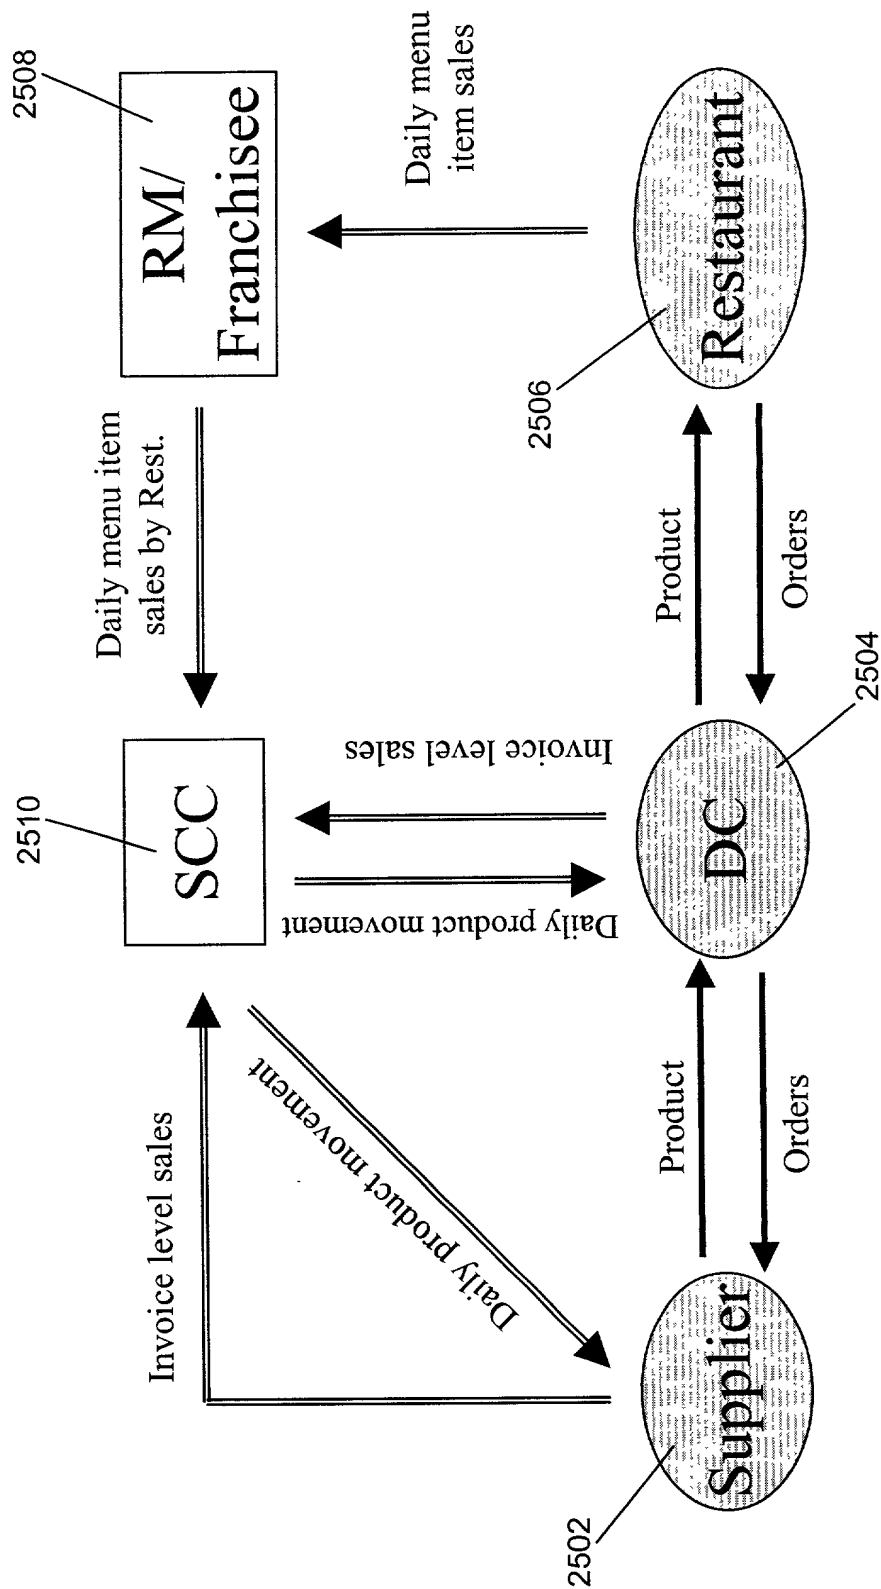 2510
2508
SCC
RM/
Franchisee
Daily menu item
sales by Rest.
Invoice level sales
Daily product movement
Daily product movement
Invoice level sales
Daily menu
item sales
2506
Product
Product
Supplier
DC
Restaurant
Orders
Orders
2502
2504